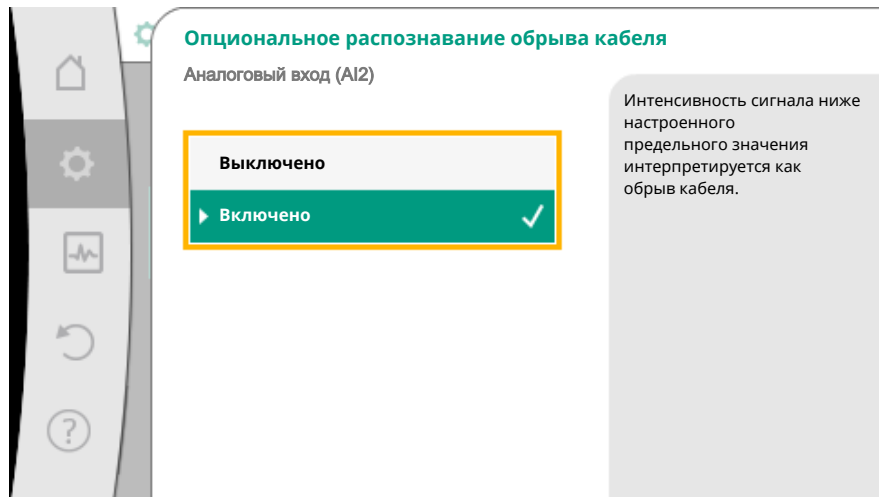 Опциональное распознавание обрыва кабеля
Аналоговый вход (AI2)
Выключено
Включено
Интенсивность сигнала ниже
настроенного
предельного значения
интерпретируется как
обрыв кабеля.
?